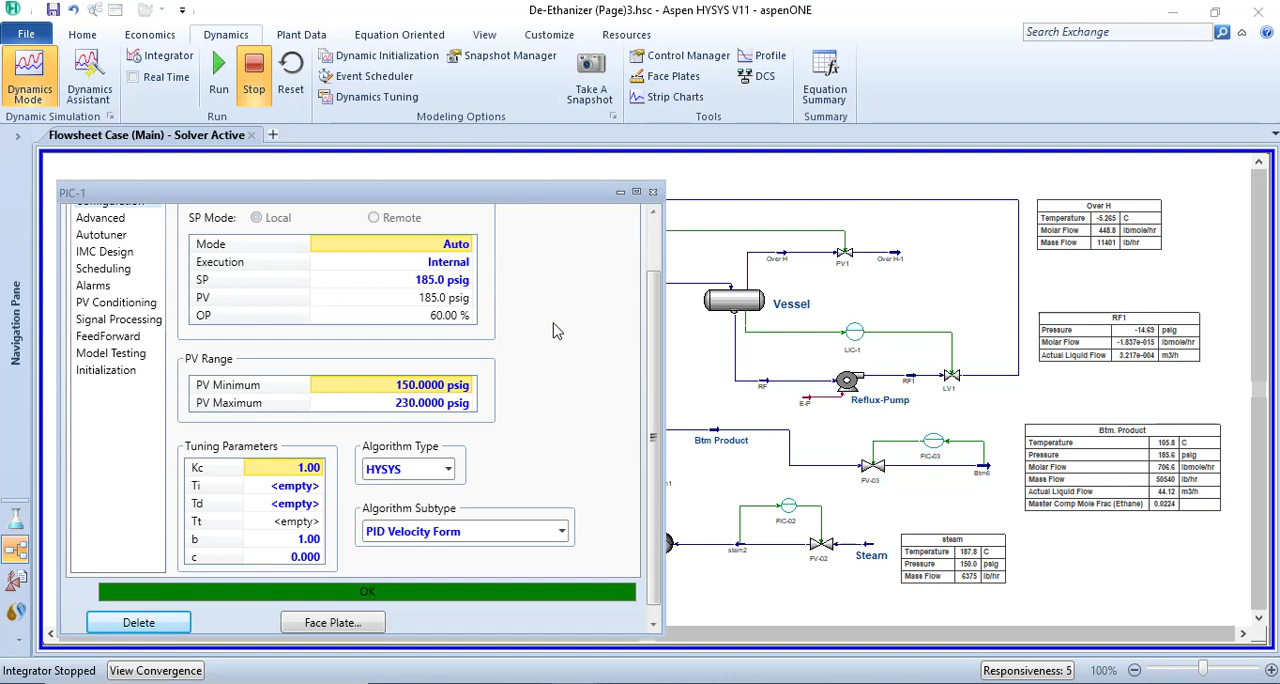 De-Ethanizer (Page)3.hsc - Aspen HYSYS V11 - aspenONE
File
Home
Economics
Dynamics
Plant Data
Equation Oriented
View
Customize
Resources
Search Exchange
Dynamics Mode
Dynamics Assistant
Integrator
Real Time
Run
Stop
Reset
Dynamic Initialization
Snapshot Manager
Event Scheduler
Dynamics Tuning
Take A Snapshot
Control Manager
Profile
Face Plates
DCS
Strip Charts
Equation Summary
Dynamic Simulation
Run
Modeling Options
Tools
Summary
Flowsheet Case (Main) - Solver Active
Navigation Pane
PIC-1
Advanced
Autotuner
IMC Design
Scheduling
Alarms
PV Conditioning
Signal Processing
FeedForward
Model Testing
Initialization
SP Mode: Local Remote
Mode Auto
Execution Internal
SP 185.0 psig
PV 185.0 psig
OP 60.00 %
PV Range
PV Minimum 150.0000 psig
PV Maximum 230.0000 psig
Tuning Parameters
Kc 1.00
Ti <empty>
Td <empty>
Tt <empty>
b 1.00
c 0.000
Algorithm Type
HYSYS
Algorithm Subtype
PID Velocity Form
OK
Delete
Face Plate...
Over H
PV1
Over H-1
Vessel
LIC-1
RF
RF1
LV1
E-P
Reflux-Pump
Btm Product
FIC-03
FV-03
Btm6
FIC-02
stem2
FV-02
Steam
Over H
Temperature -5.265 C
Molar Flow 448.8 lbmole/hr
Mass Flow 11401 lb/hr
RF1
Pressure -14.69 psig
Molar Flow -1.837e-015 lbmole/hr
Actual Liquid Flow 3.217e-004 m3/h
Btm. Product
Temperature 105.8 C
Pressure 185.6 psig
Molar Flow 706.6 lbmole/hr
Mass Flow 50540 lb/hr
Actual Liquid Flow 44.12 m3/h
Master Comp Mole Frac (Ethane) 0.0224
steam
Temperature 187.8 C
Pressure 150.0 psig
Mass Flow 6375 lb/hr
Integrator Stopped
View Convergence
Responsiveness: 5
100%